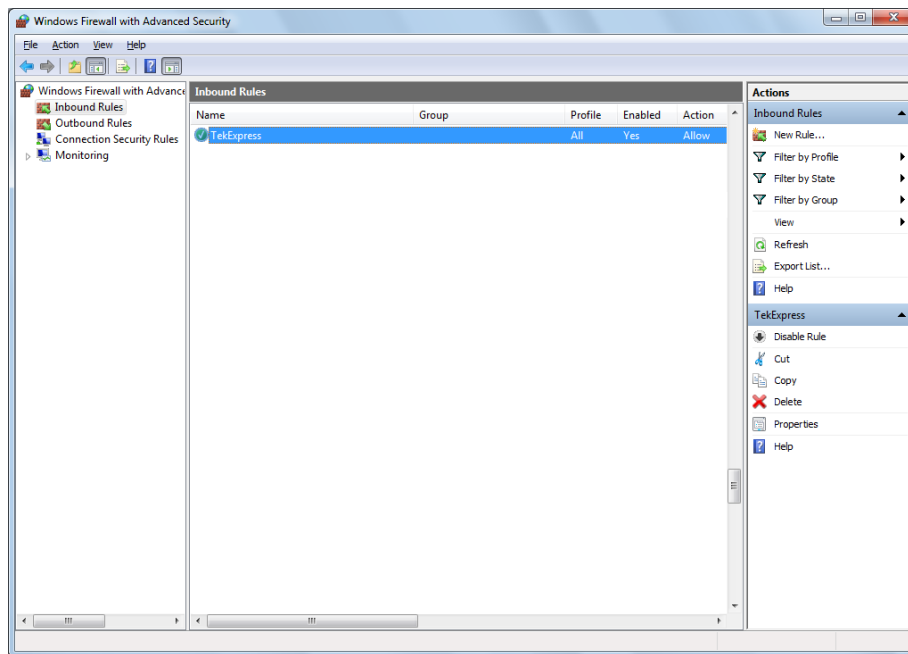 Windows Firewall with Advanced Security
File Action View Help
Windows Firewall with Advance
Inbound Rules
Outbound Rules
Connection Security Rules
Monitoring
Inbound Rules
Name Group Profile Enabled Action
TekExpress All Yes Allow
Actions
Inbound Rules
New Rule...
Filter by Profile
Filter by State
Filter by Group
View
Refresh
Export List...
Help
TekExpress
Disable Rule
Cut
Copy
Delete
Properties
Help